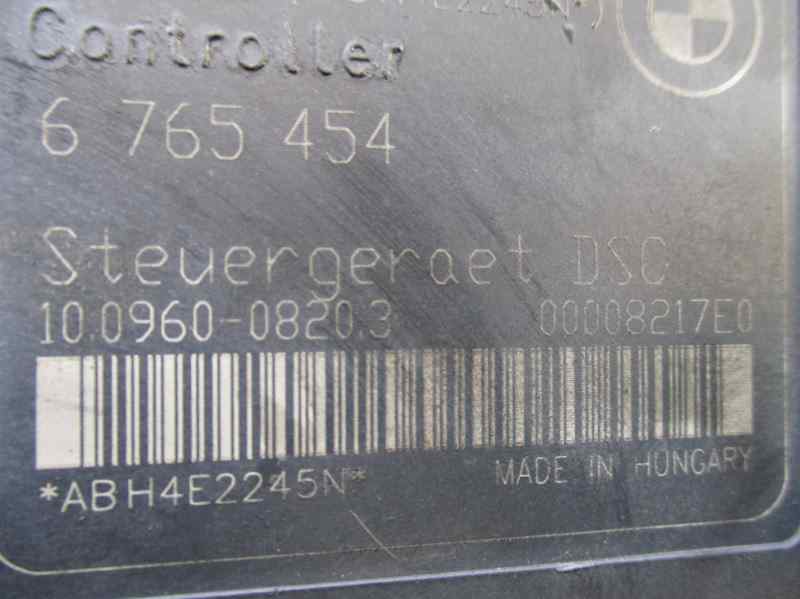 Controller
6 765 454
Steuergeraet DSC
10.0960-0820.3 00008217E0
*ABH4E2245N* MADE IN HUNGARY